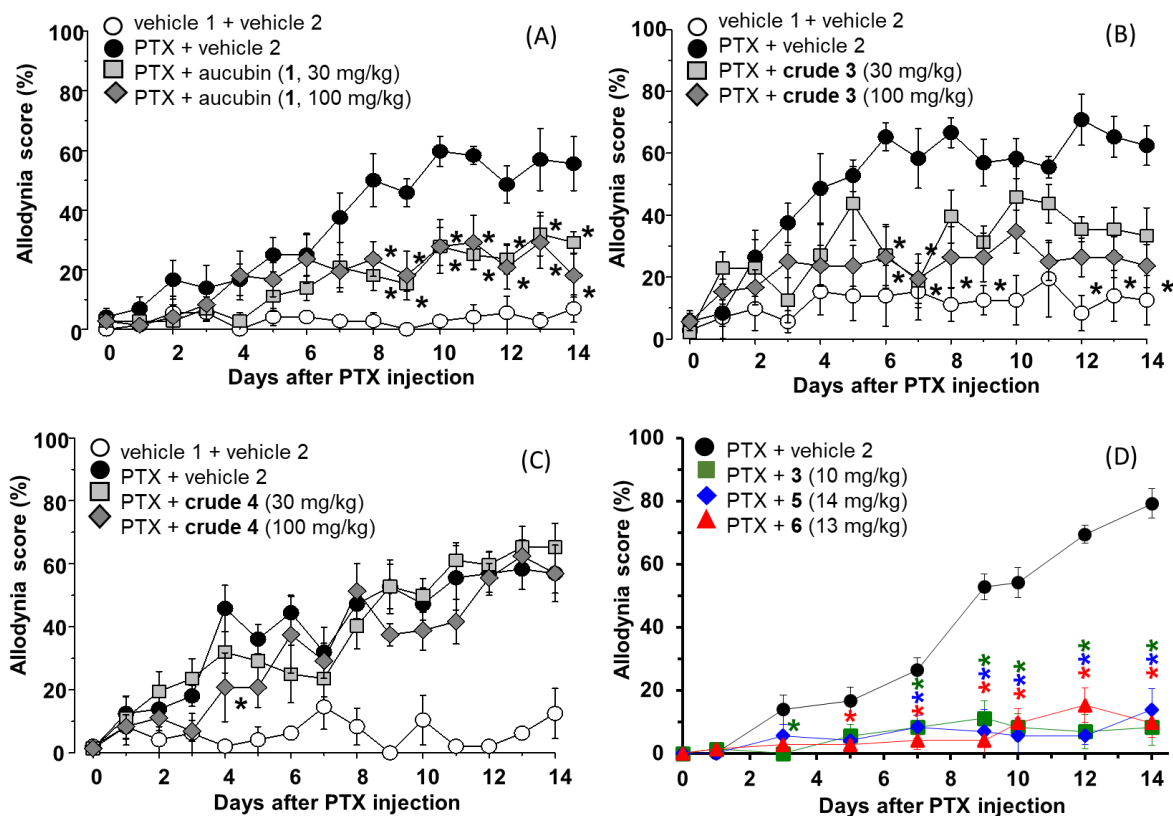 (A)
vehicle 1 + vehicle 2
PTX + vehicle 2
PTX + aucubin (1, 30 mg/kg)
PTX + aucubin (1, 100 mg/kg)
Allodynia score (%)
100
80
60
40
20
0
0 2 4 6 8 10 12 14
* * * * * * *
* * * * * * *
Days after PTX injection
(B)
vehicle 1 + vehicle 2
PTX + vehicle 2
PTX + crude 3 (30 mg/kg)
PTX + crude 3 (100 mg/kg)
Allodynia score (%)
100
80
60
40
20
0
0 2 4 6 8 10 12 14
* *
* * * * * * *
Days after PTX injection
(C)
vehicle 1 + vehicle 2
PTX + vehicle 2
PTX + crude 4 (30 mg/kg)
PTX + crude 4 (100 mg/kg)
Allodynia score (%)
100
80
60
40
20
0
0 2 4 6 8 10 12 14
*
Days after PTX injection
(D)
PTX + vehicle 2
PTX + 3 (10 mg/kg)
PTX + 5 (14 mg/kg)
PTX + 6 (13 mg/kg)
Allodynia score (%)
100
80
60
40
20
0
0 2 4 6 8 10 12 14
* * * * *
* * * * *
* * * * * *
*
Days after PTX injection